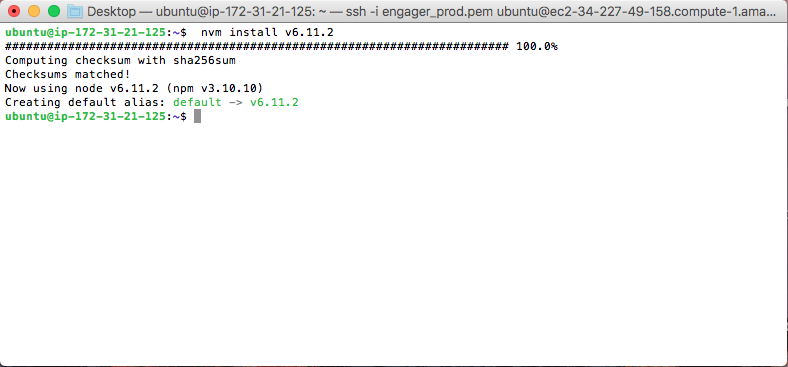 Desktop — ubuntu@ip-172-31-21-125: ~ — ssh -i engager_prod.pem ubuntu@ec2-34-227-49-158.compute-1.ama...
ubuntu@ip-172-31-21-125:~$  nvm install v6.11.2
######################################################################## 100.0%
Computing checksum with sha256sum
Checksums matched!
Now using node v6.11.2 (npm v3.10.10)
Creating default alias: default -> v6.11.2
ubuntu@ip-172-31-21-125:~$